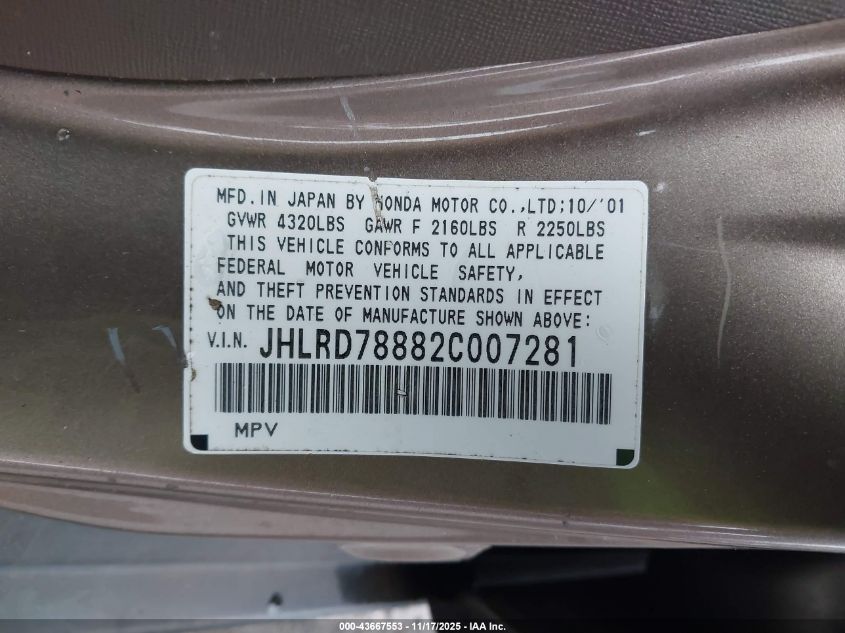 MFD. IN JAPAN BY HONDA MOTOR CO.,LTD;10/'01
GVWR 4320LBS GAWR F 2160LBS R 2250LBS
THIS VEHICLE CONFORMS TO ALL APPLICABLE
FEDERAL MOTOR VEHICLE SAFETY,
AND THEFT PREVENTION STANDARDS IN EFFECT
ON THE DATE OF MANUFACTURE SHOWN ABOVE:
V.I.N. JHLRD78882C007281
MPV
000-43667553 — 11/17/2025 — IAA, Inc.